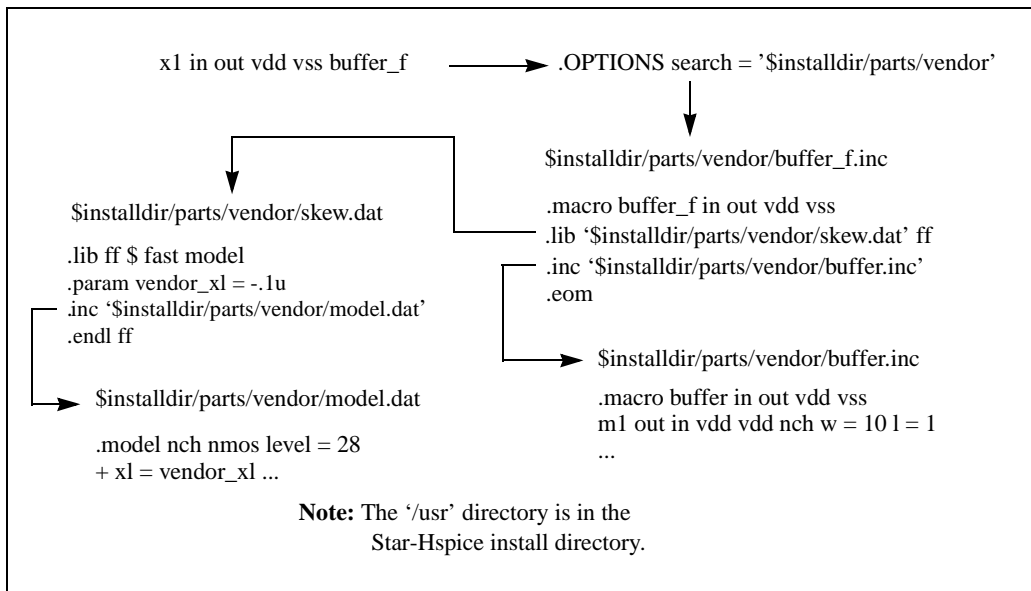 x1 in out vdd vss buffer_f
.OPTIONS search = ’$installdir/parts/vendor’
$installdir/parts/vendor/buffer_f.inc
.macro buffer_f in out vdd vss
.lib ‘$installdir/parts/vendor/skew.dat’ ff
.inc ‘$installdir/parts/vendor/buffer.inc’
.eom
$installdir/parts/vendor/skew.dat
.lib ff $ fast model
.param vendor_xl = -.1u
.inc ‘$installdir/parts/vendor/model.dat’
.endl ff
$installdir/parts/vendor/buffer.inc
.macro buffer in out vdd vss
m1 out in vdd vdd nch w = 10 l = 1
...
$installdir/parts/vendor/model.dat
.model nch nmos level = 28
+ xl = vendor_xl ...
Note: The ‘/usr’ directory is in the
Star-Hspice install directory.